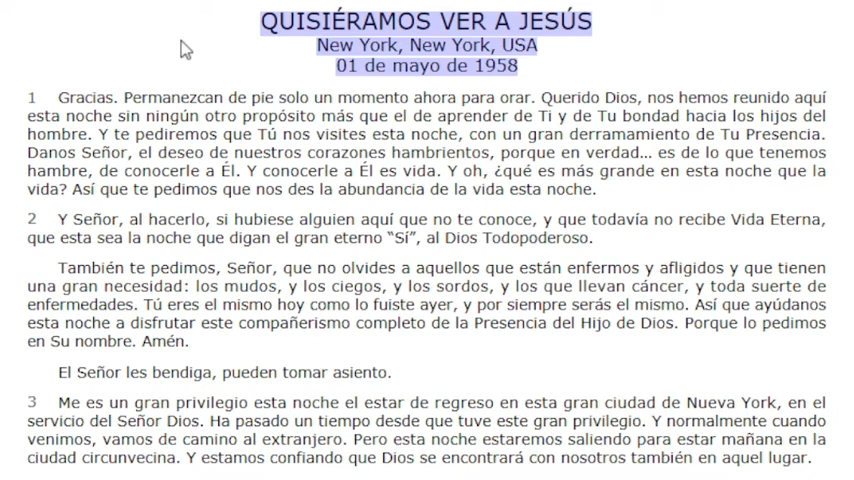 QUISIÉRAMOS VER A JESÚS
New York, New York, USA
01 de mayo de 1958
1 Gracias. Permanezcan de pie solo un momento ahora para orar. Querido Dios, nos hemos reunido aquí
esta noche sin ningún otro propósito más que el de aprender de Ti y de Tu bondad hacia los hijos del
hombre. Y te pediremos que Tú nos visites esta noche, con un gran derramamiento de Tu Presencia.
Danos Señor, el deseo de nuestros corazones hambrientos, porque en verdad... es de lo que tenemos
hambre, de conocerle a Él. Y conocerle a Él es vida. Y oh, ¿qué es más grande en esta noche que la
vida? Así que te pedimos que nos des la abundancia de la vida esta noche.
2 Y Señor, al hacerlo, si hubiese alguien aquí que no te conoce, y que todavía no recibe Vida Eterna,
que esta sea la noche que digan el gran eterno “Sí”, al Dios Todopoderoso.
También te pedimos, Señor, que no olvides a aquellos que están enfermos y afligidos y que tienen
una gran necesidad: los mudos, y los ciegos, y los sordos, y los que llevan cáncer, y toda suerte de
enfermedades. Tú eres el mismo hoy como lo fuiste ayer, y por siempre serás el mismo. Así que ayúdanos
esta noche a disfrutar este compañerismo completo de la Presencia del Hijo de Dios. Porque lo pedimos
en Su nombre. Amén.
El Señor les bendiga, pueden tomar asiento.
3 Me es un gran privilegio esta noche el estar de regreso en esta gran ciudad de Nueva York, en el
servicio del Señor Dios. Ha pasado un tiempo desde que tuve este gran privilegio. Y normalmente cuando
venimos, vamos de camino al extranjero. Pero esta noche estaremos saliendo para estar mañana en la
ciudad circunvecina. Y estamos confiando que Dios se encontrará con nosotros también en aquel lugar.